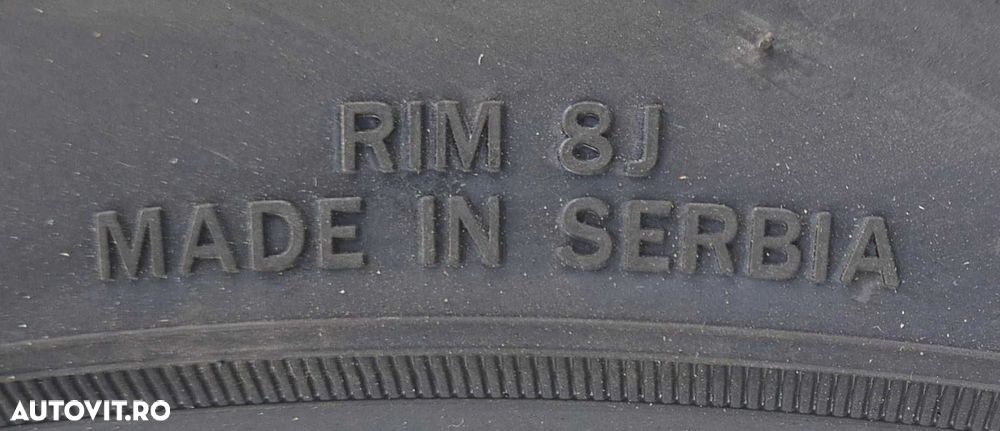 RIM 8J
MADE IN SERBIA
AUTOVIT.RO